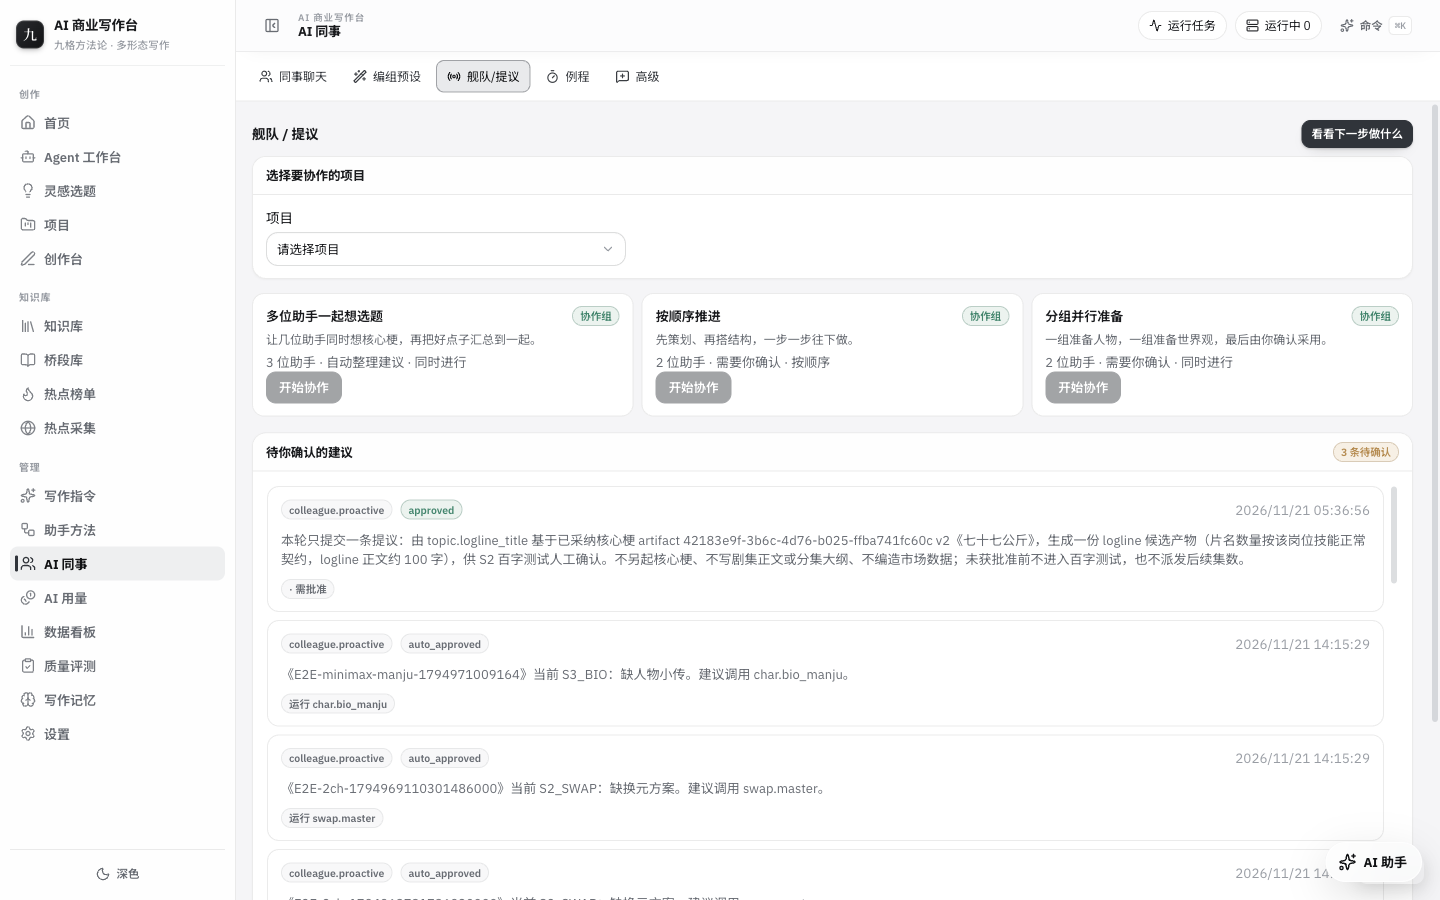 九
AI 商业写作台
九格方法论 · 多形态写作
创作
首页
Agent 工作台
灵感选题
项目
创作台
知识库
知识库
桥段库
热点榜单
热点采集
管理
写作指令
助手方法
AI 同事
AI 用量
数据看板
质量评测
写作记忆
设置
深色
AI 商业写作台
AI 同事
运行任务
运行中 0
命令 ⌘K
同事聊天
编组预设
舰队/提议
例程
高级
舰队 / 提议
看看下一步做什么
选择要协作的项目
项目
请选择项目
多位助手一起想选题
协作组
让几位助手同时想核心梗，再把好点子汇总到一起。
3 位助手 · 自动整理建议 · 同时进行
开始协作
按顺序推进
协作组
先策划、再搭结构，一步一步往下做。
2 位助手 · 需要你确认 · 按顺序
开始协作
分组并行准备
协作组
一组准备人物，一组准备世界观，最后由你确认采用。
2 位助手 · 需要你确认 · 同时进行
开始协作
待你确认的建议
3 条待确认
colleague.proactive approved 2026/11/21 05:36:56
本轮只提交一条提议：由 topic.logline_title 基于已采纳核心梗 artifact 42183e9f-3b6c-4d76-b025-ffba741fc60c v2《七十七公斤》，生成一份 logline 候选产物（片名数量按该岗位技能正常
契约，logline 正文约 100 字），供 S2 百字测试人工确认。不另起核心梗、不写剧集正文或分集大纲、不编造市场数据；未获批准前不进入百字测试，也不派发后续集数。
· 需批准
colleague.proactive auto_approved 2026/11/21 14:15:29
《E2E-minimax-manju-1794971009164》当前 S3_BIO：缺人物小传。建议调用 char.bio_manju。
运行 char.bio_manju
colleague.proactive auto_approved 2026/11/21 14:15:29
《E2E-2ch-1794969110301486000》当前 S2_SWAP：缺换元方案。建议调用 swap.master。
运行 swap.master
colleague.proactive auto_approved 2026/11/21 14
AI 助手